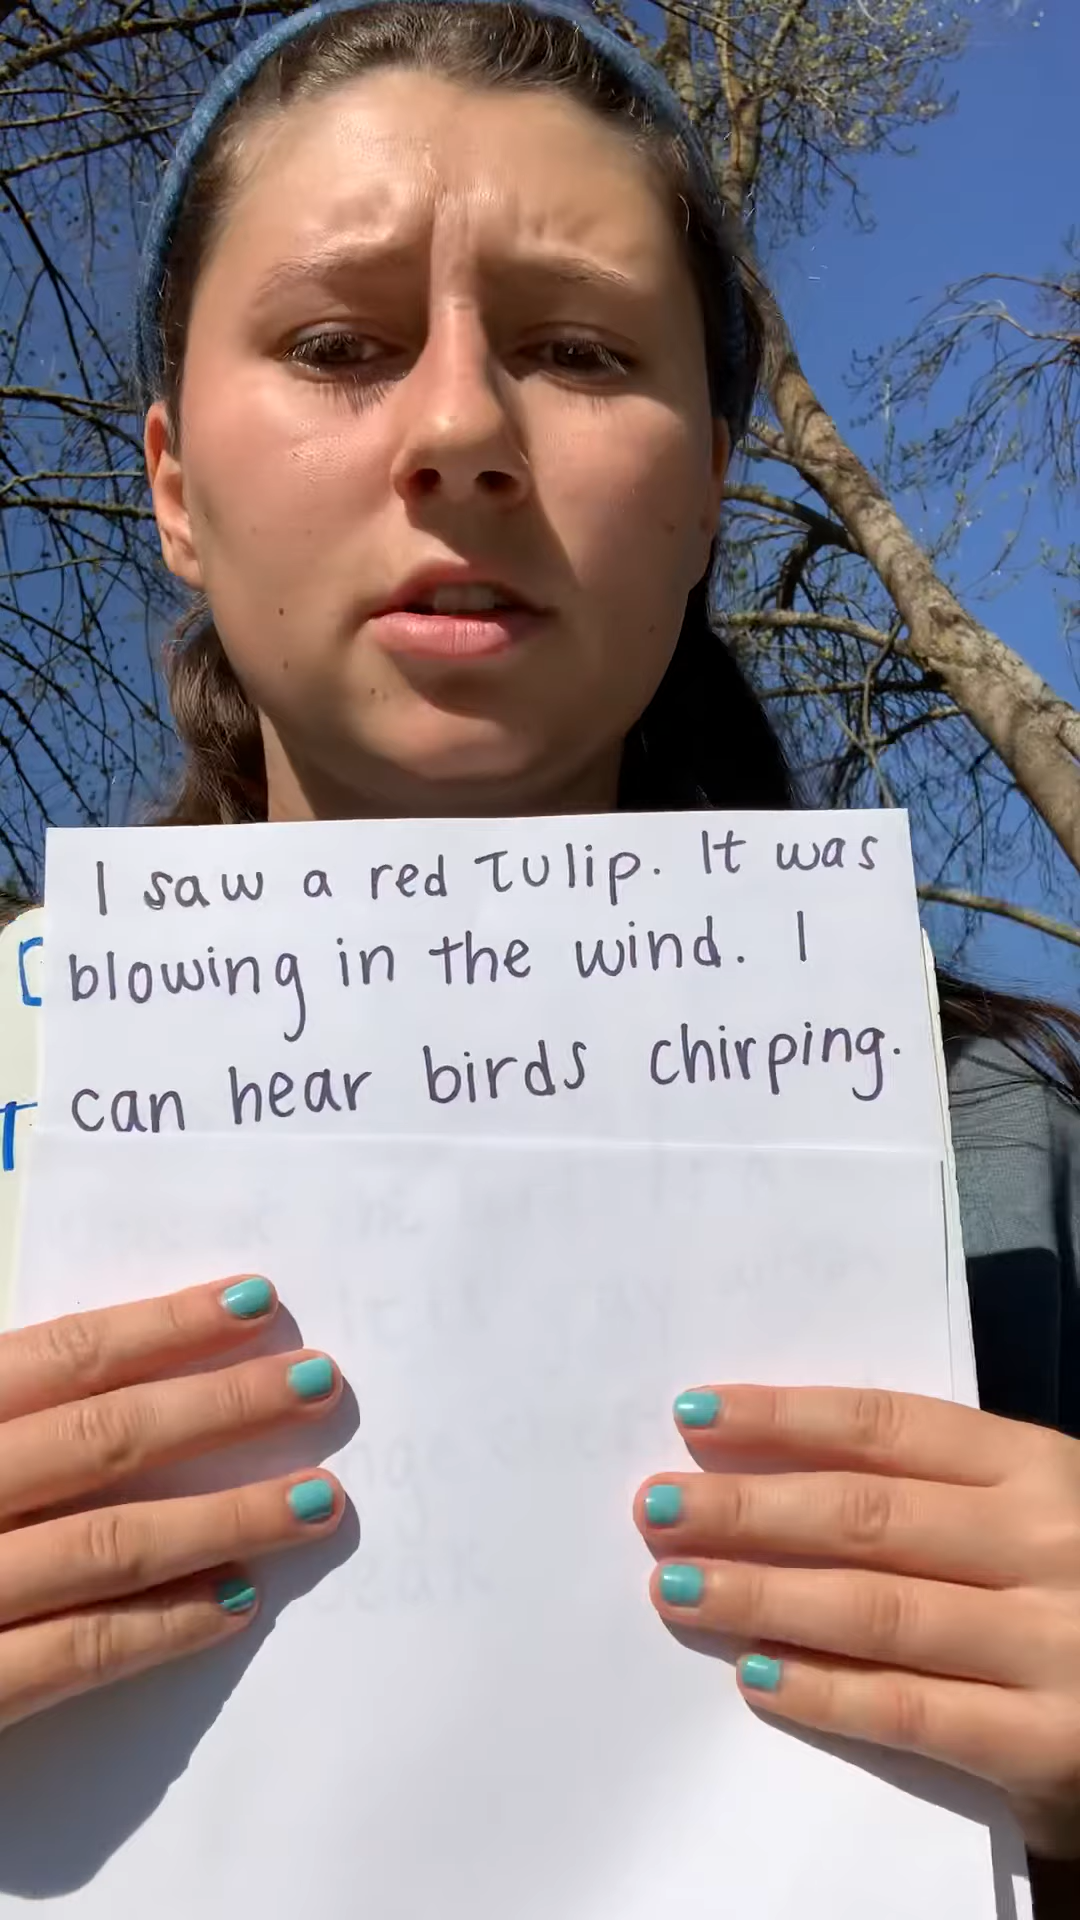 I saw a red Tulip. It was
blowing in the wind. I
can hear birds chirping.